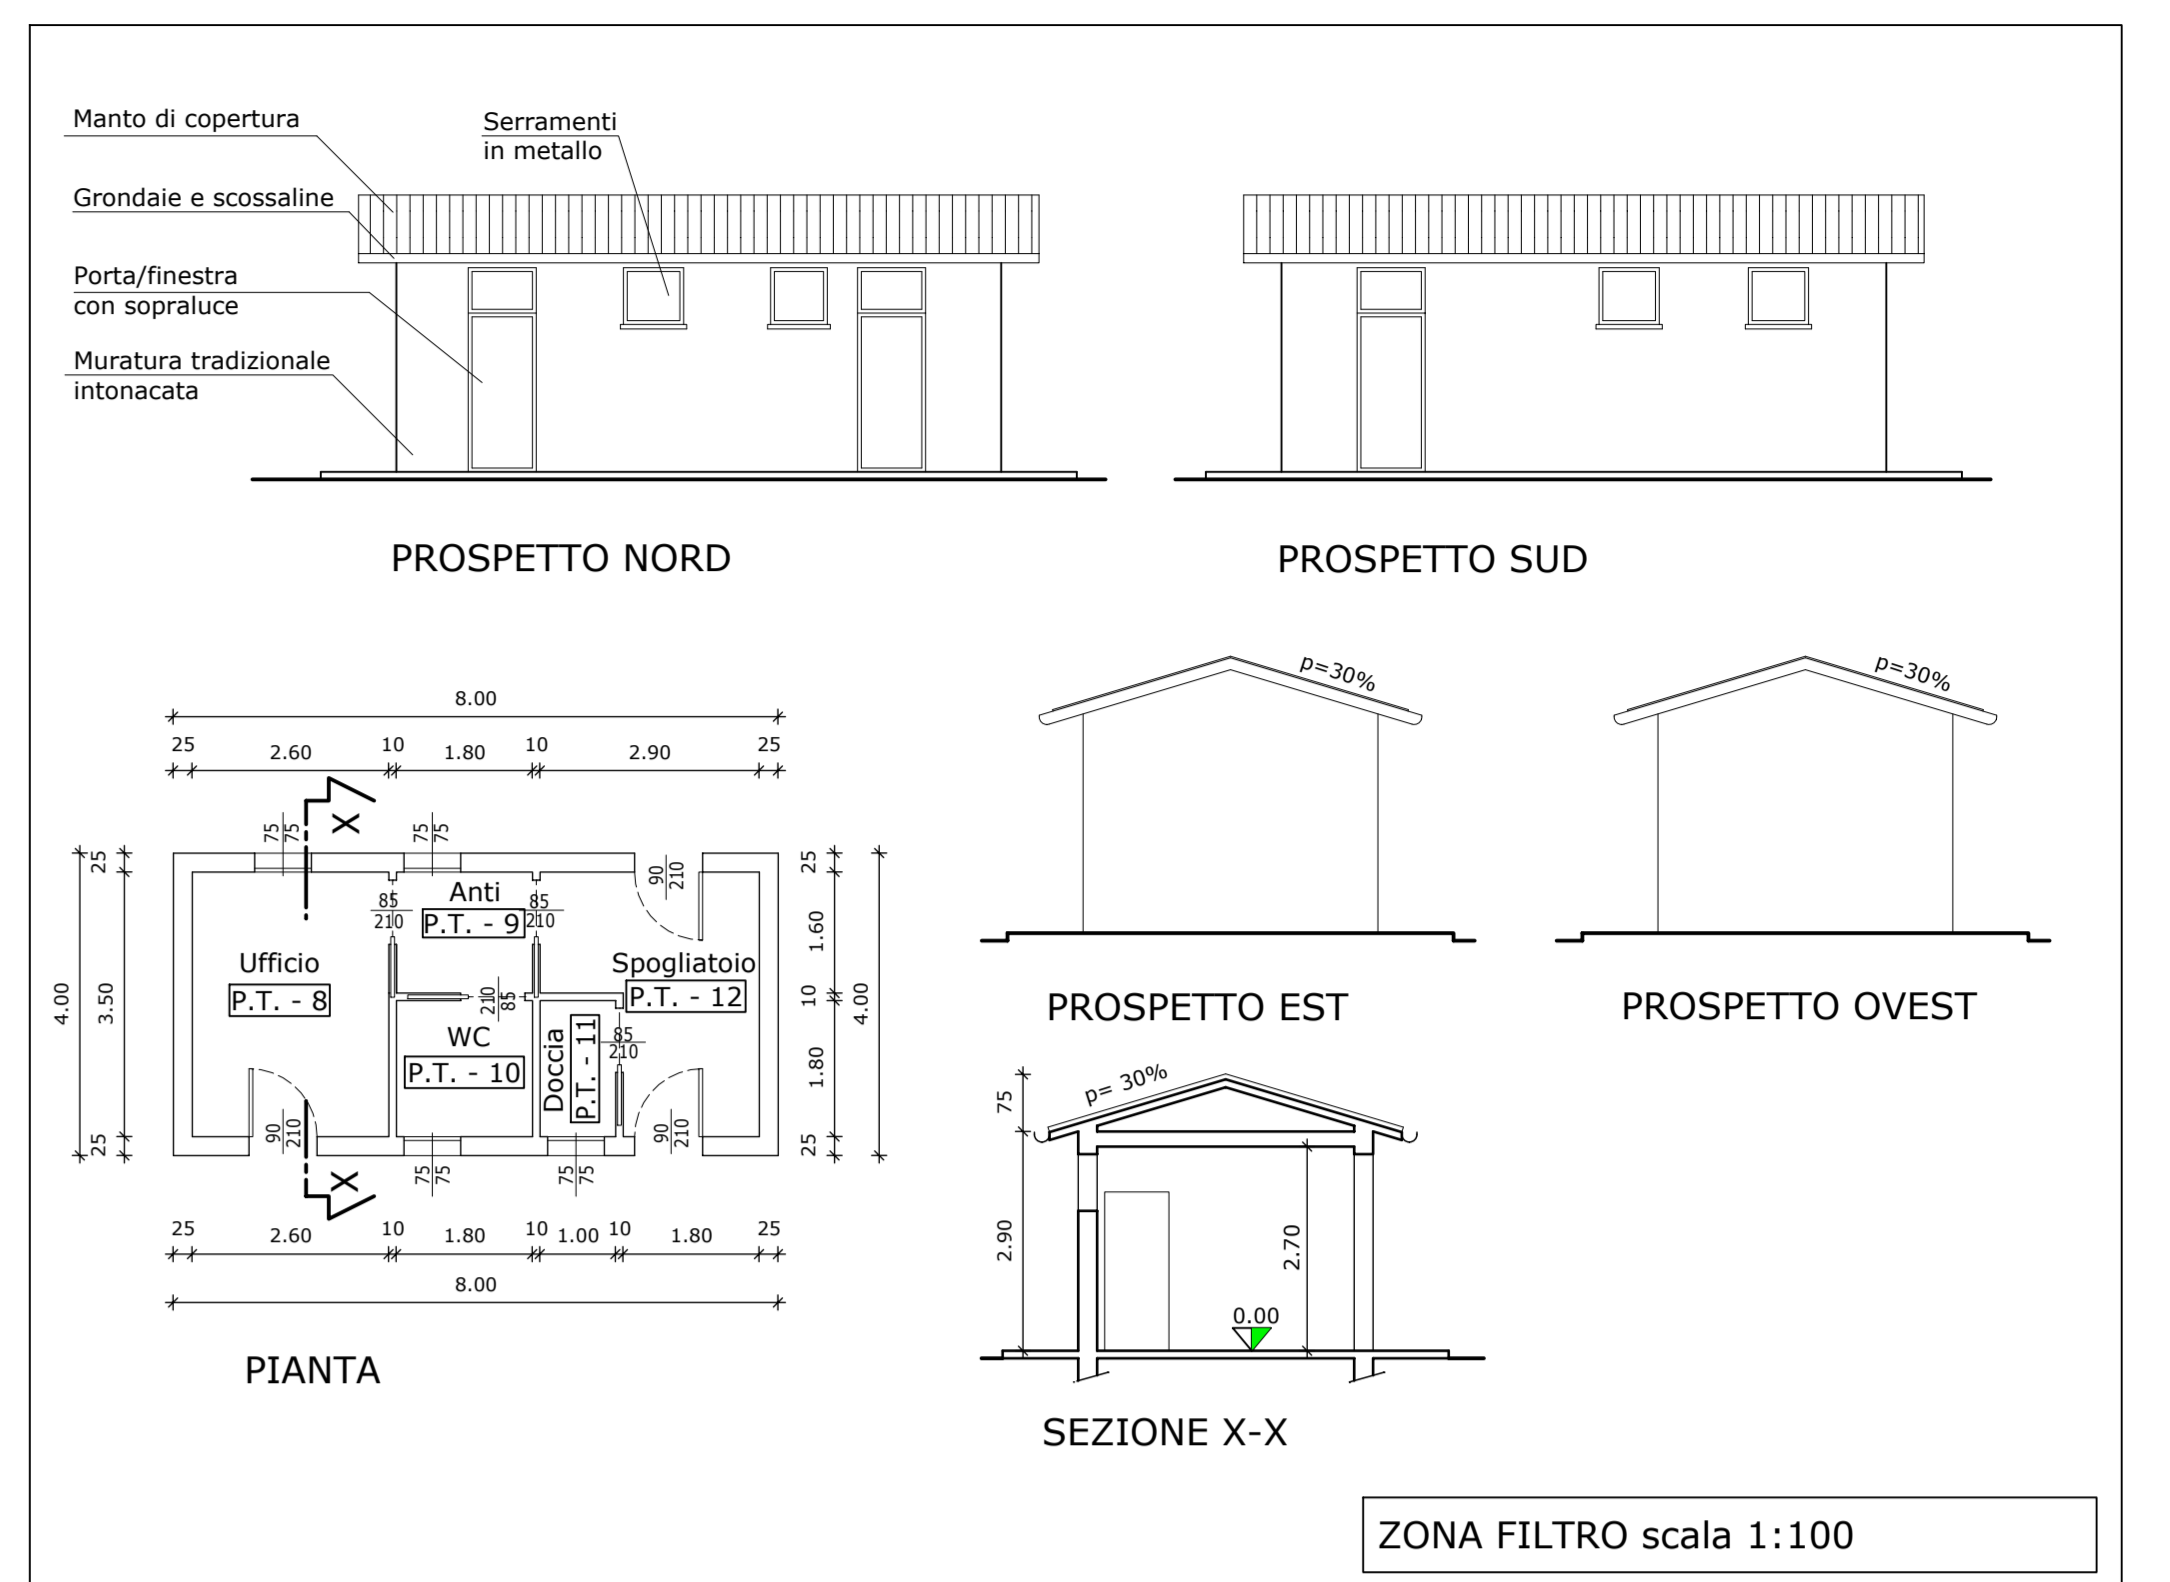 Manto di copertura
Serramenti
in metallo
Grondaie e scossaline
Porta/finestra
con sopraluce
Muratura tradizionale
intonacata
PROSPETTO NORD
PROSPETTO SUD
8.00
25 2.60 10 1.80 10 2.90 25
X
75
75
75
75
90
210
25
3.50
25
4.00
25
1.60
10
1.80
25
4.00
Anti
P.T. - 9
85
210
85
210
Ufficio
P.T. - 8
Spogliatoio
P.T. - 12
210
85
WC
P.T. - 10
Doccia
P.T. - 11
85
210
90
210
90
210
75
75
75
75
X
25 2.60 10 1.80 10 1.00 10 1.80 25
8.00
PIANTA
p=30%
PROSPETTO EST
p=30%
PROSPETTO OVEST
p= 30%
75
2.90
2.70
0.00
SEZIONE X-X
ZONA FILTRO scala 1:100